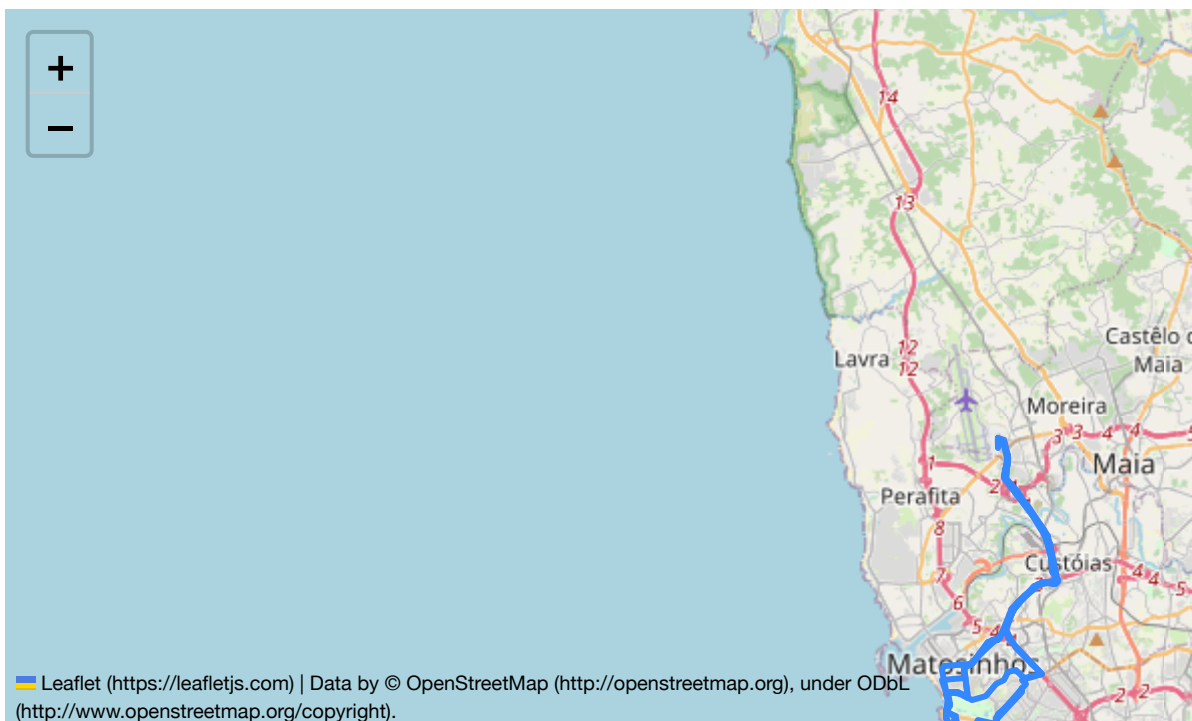 +
14
13
Castêlo d
Maia
12
12
Lavra
Moreira
3 3 4 4 5
1
Maia
2
Perafita
8
Custóias
7
4 4 5
6
5 4
Matosinhos
2 2
−
Leaflet (https://leafletjs.com) | Data by © OpenStreetMap (http://openstreetmap.org), under ODbL
(http://www.openstreetmap.org/copyright).